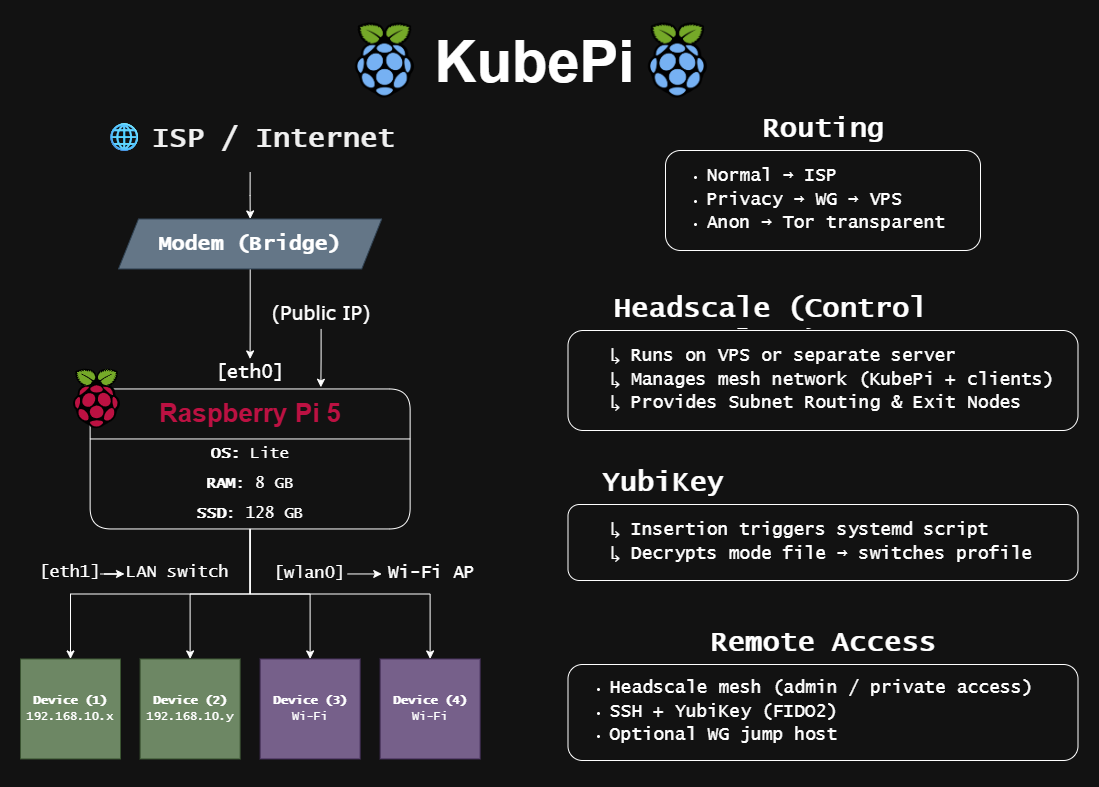 KubePi
🌐 ISP / Internet
Modem (Bridge)
(Public IP)
[eth0]
Raspberry Pi 5
OS: Lite
RAM: 8 GB
SSD: 128 GB
[eth1]
LAN switch
[wlan0]
Wi-Fi AP
Device (1)
192.168.10.x
Device (2)
192.168.10.y
Device (3)
Wi-Fi
Device (4)
Wi-Fi
Routing
· Normal → ISP
· Privacy → WG → VPS
· Anon → Tor transparent
Headscale (Control
↳ Runs on VPS or separate server
↳ Manages mesh network (KubePi + clients)
↳ Provides Subnet Routing & Exit Nodes
YubiKey
↳ Insertion triggers systemd script
↳ Decrypts mode file → switches profile
Remote Access
· Headscale mesh (admin / private access)
· SSH + YubiKey (FIDO2)
· Optional WG jump host